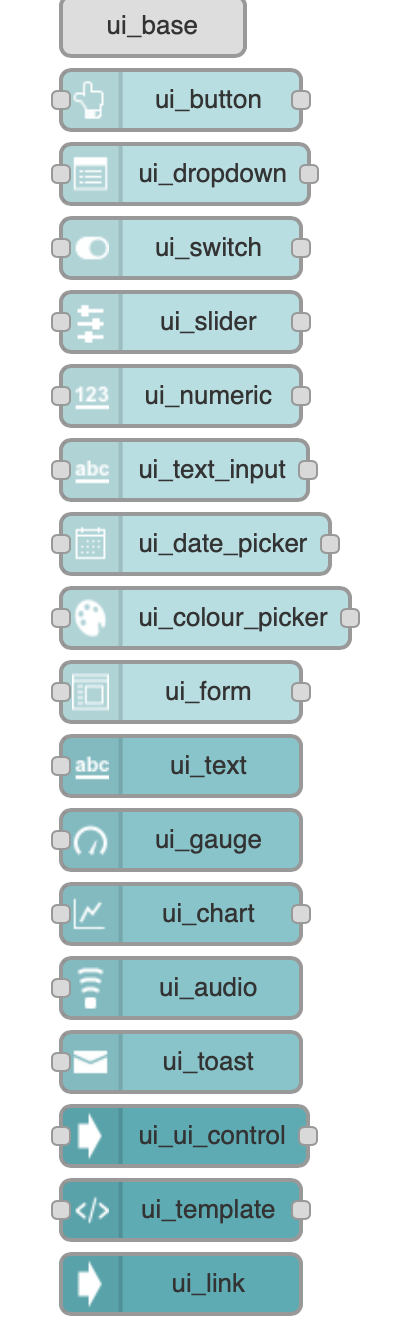 ui_base
ui_button
ui_dropdown
ui_switch
ui_slider
123 ui_numeric
abc ui_text_input
ui_date_picker
ui_colour_picker
ui_form
abc ui_text
ui_gauge
ui_chart
ui_audio
ui_toast
ui_ui_control
</> ui_template
ui_link